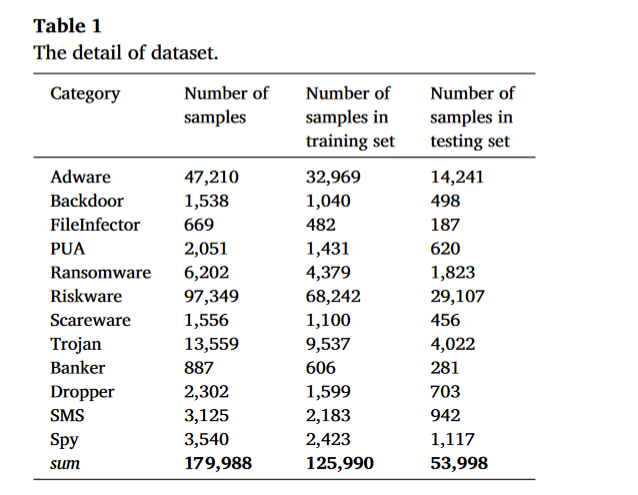 Table 1
The detail of dataset.
Category Number of samples Number of samples in training set Number of samples in testing set
Adware 47,210 32,969 14,241
Backdoor 1,538 1,040 498
FileInfector 669 482 187
PUA 2,051 1,431 620
Ransomware 6,202 4,379 1,823
Riskware 97,349 68,242 29,107
Scareware 1,556 1,100 456
Trojan 13,559 9,537 4,022
Banker 887 606 281
Dropper 2,302 1,599 703
SMS 3,125 2,183 942
Spy 3,540 2,423 1,117
sum 179,988 125,990 53,998